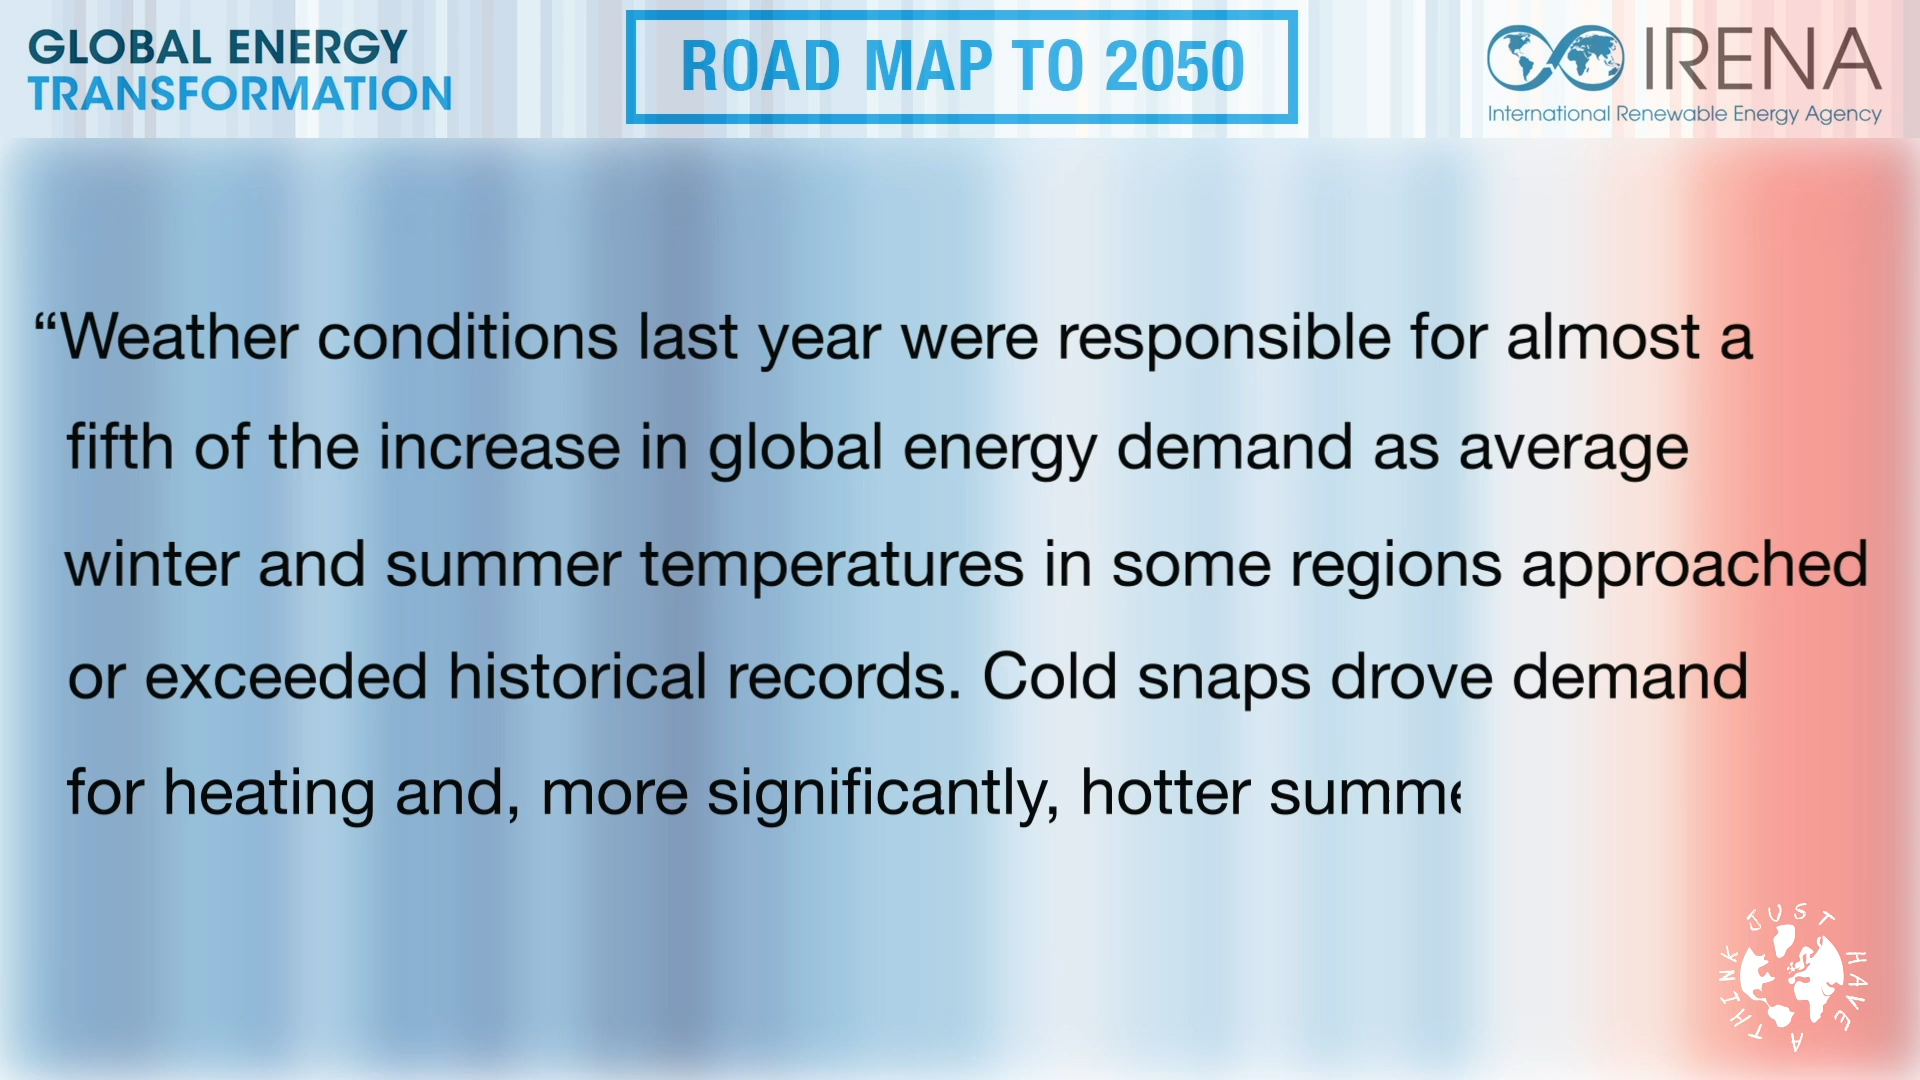 GLOBAL ENERGY
TRANSFORMATION
ROAD MAP TO 2050
IRENA
International Renewable Energy Agency
“Weather conditions last year were responsible for almost a
fifth of the increase in global energy demand as average
winter and summer temperatures in some regions approached
or exceeded historical records. Cold snaps drove demand
for heating and, more significantly, hotter summe
JUST HAVE A THINK